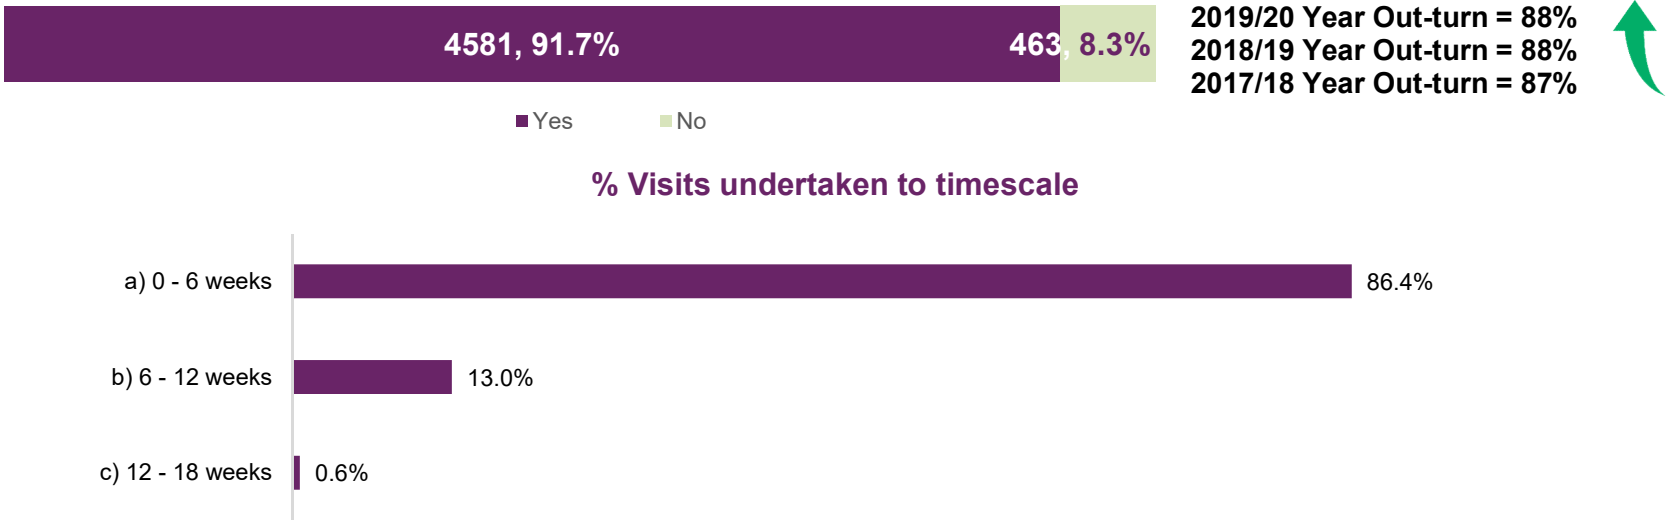 4581, 91.7%
463, 8.3%
2019/20 Year Out-turn = 88%
2018/19 Year Out-turn = 88%
2017/18 Year Out-turn = 87%
Yes
No
% Visits undertaken to timescale
a) 0 - 6 weeks
86.4%
b) 6 - 12 weeks
13.0%
c) 12 - 18 weeks
0.6%